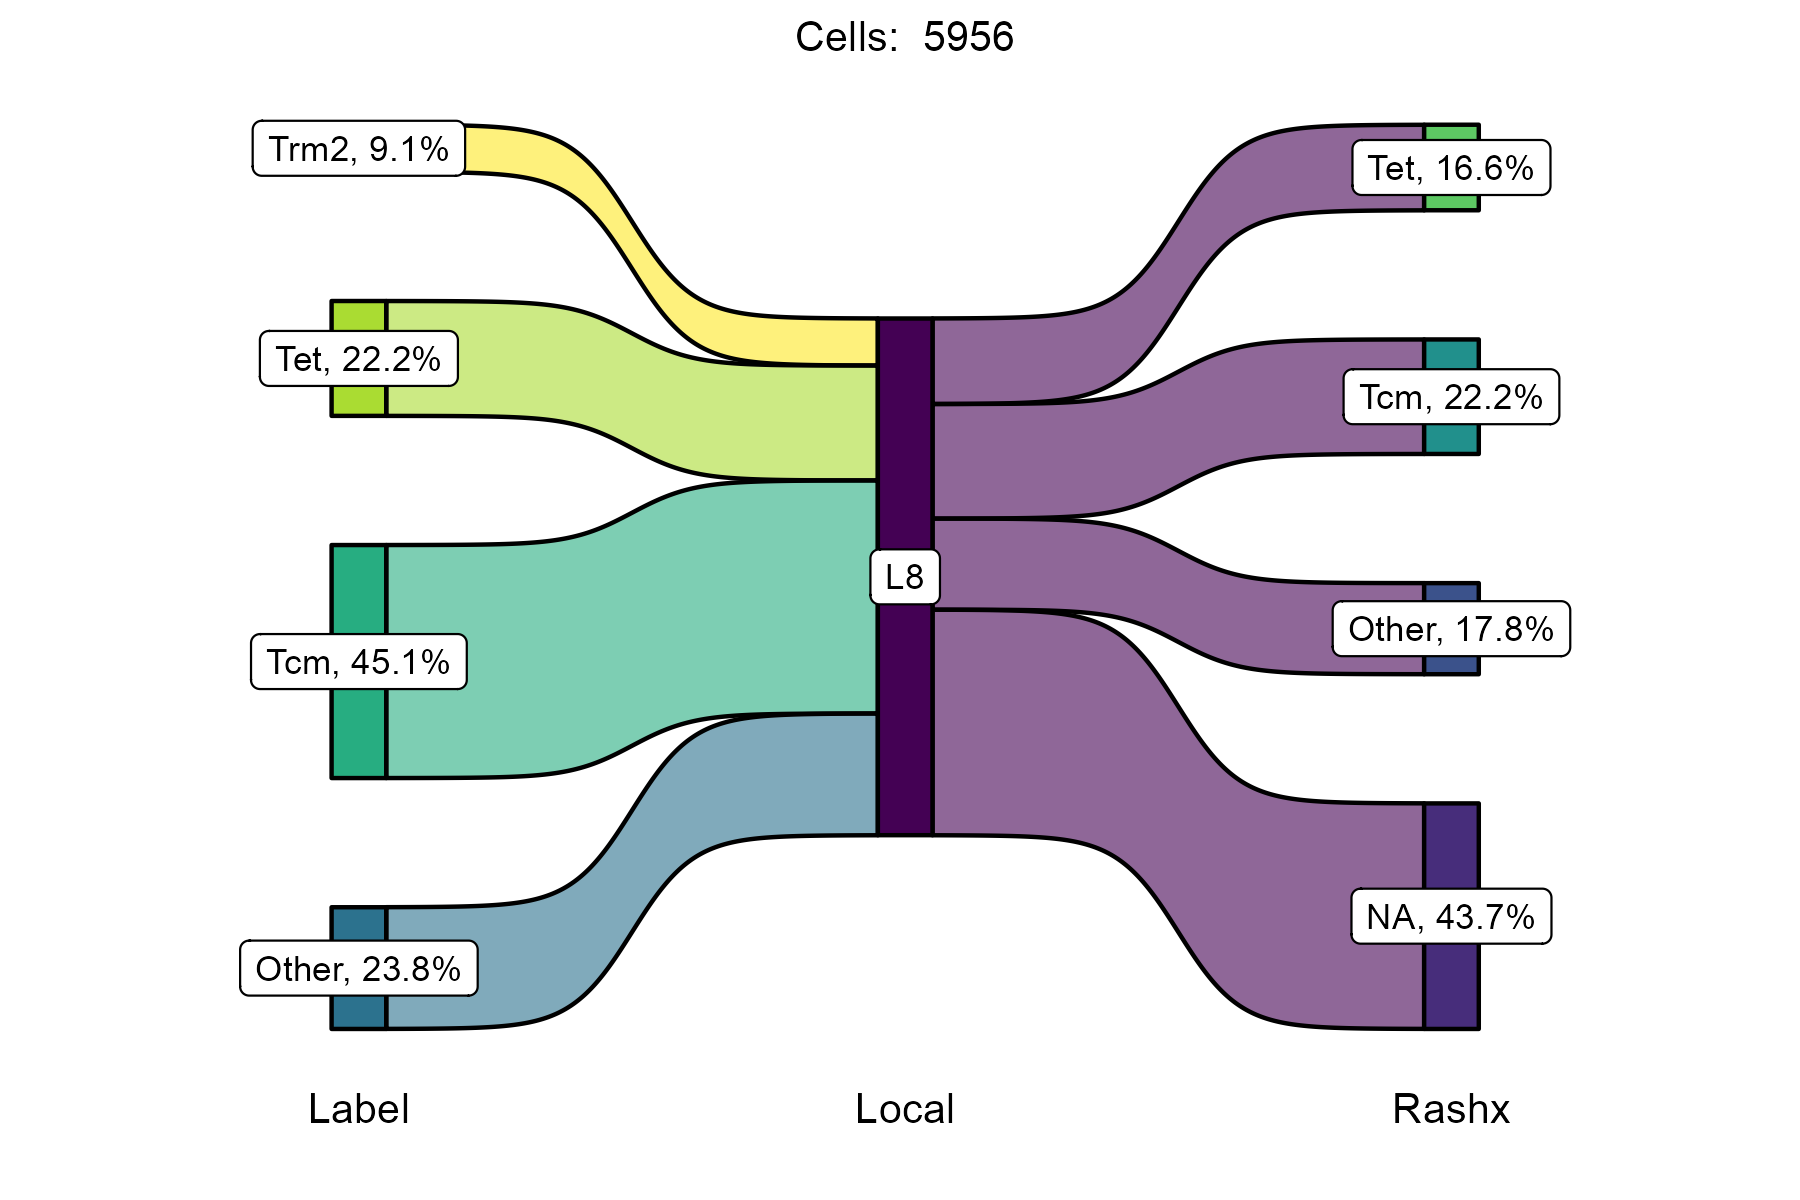 Cells:  5956
Trm2, 9.1%
Tet, 22.2%
Tcm, 45.1%
Other, 23.8%
L8
Tet, 16.6%
Tcm, 22.2%
Other, 17.8%
NA, 43.7%
Label
Local
Rashx